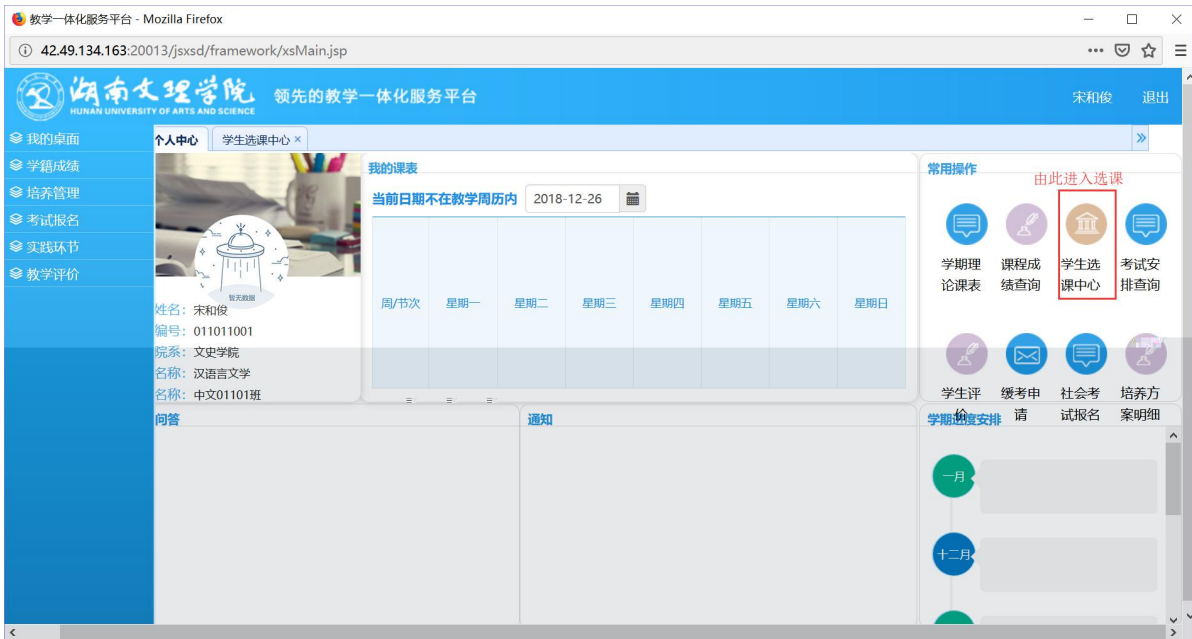 教学一体化服务平台 - Mozilla Firefox
42.49.134.163:20013/jsxsd/framework/xsMain.jsp
湖南文理学院
HUNAN UNIVERSITY OF ARTS AND SCIENCE
领先的教学一体化服务平台
宋和俊 退出
我的桌面
学籍成绩
培养管理
考试报名
实践环节
教学评价
个人中心 学生选课中心 ×
暂无数据
姓名：宋和俊
编号：011011001
院系：文史学院
名称：汉语言文学
名称：中文01101班
我的课表
当前日期不在教学周历内 2018-12-26
周/节次 星期一 星期二 星期三 星期四 星期五 星期六 星期日
常用操作
由此进入选课
学期理论课表
课程成绩查询
学生选课中心
考试安排查询
学生评价
缓考申请
社会考试报名
培养方案明细
问答
通知
学期进度安排
一月
十二月